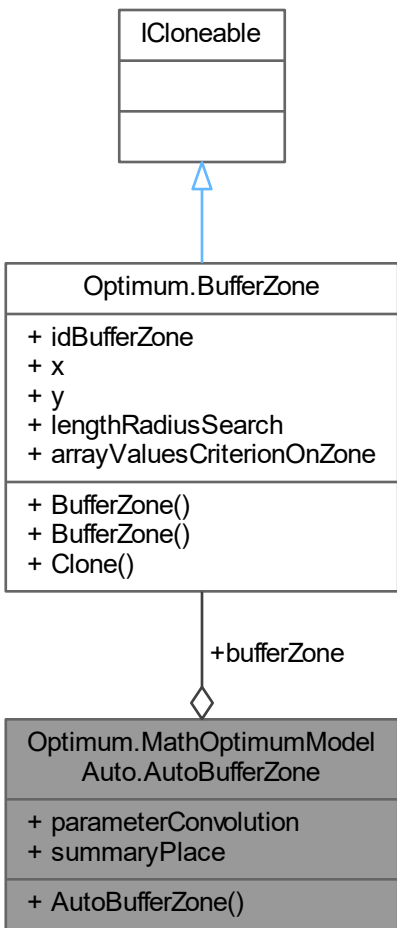 ICloneable
Optimum.BufferZone
+ idBufferZone
+ x
+ y
+ lengthRadiusSearch
+ arrayValuesCriterionOnZone
+ BufferZone()
+ BufferZone()
+ Clone()
+bufferZone
Optimum.MathOptimumModel
Auto.AutoBufferZone
+ parameterConvolution
+ summaryPlace
+ AutoBufferZone()